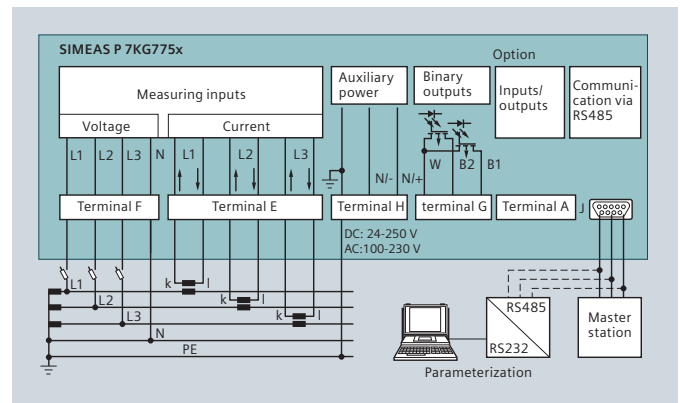 SIMEAS P 7KG775x
Option
Measuring inputs
Voltage
Current
Auxiliary
power
Binary
outputs
Inputs/
outputs
Communi-
cation via
RS485
L1 L2 L3 N L1 L2 L3
N/- N/+
W B2 B1
Terminal F
Terminal E
Terminal H
terminal G
Terminal A
J
DC: 24-250 V
AC:100-230 V
L1
k l
L2
k l
L3
k l
N
PE
RS485
RS232
Master
station
Parameterization